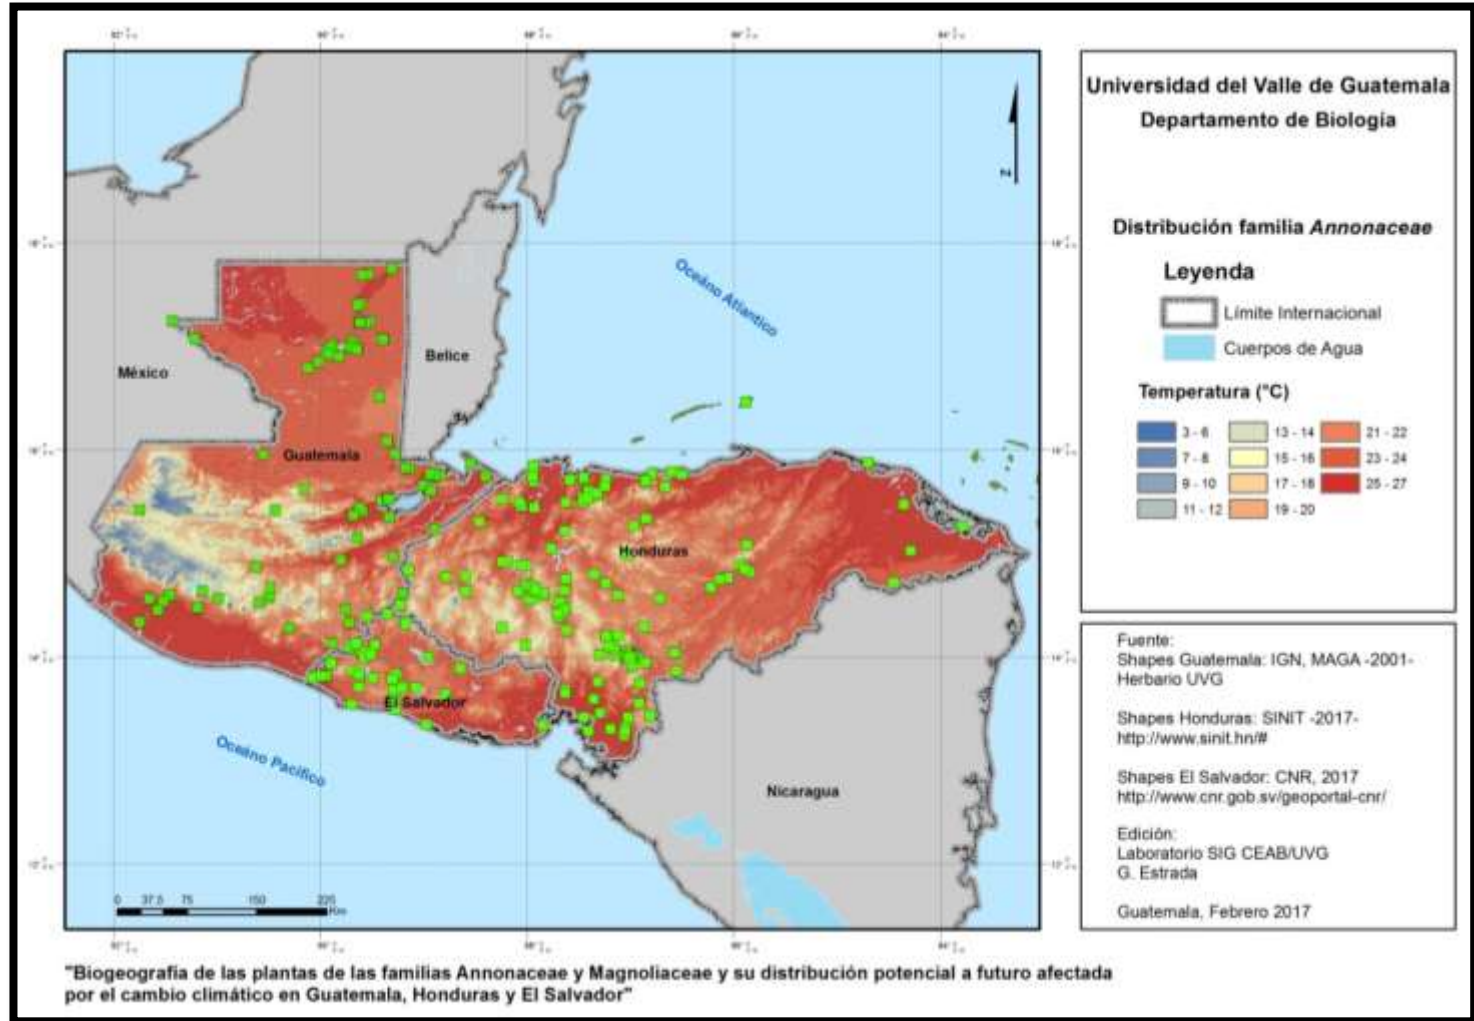 Universidad del Valle de Guatemala
Departamento de Biología
Distribución familia Annonaceae
Leyenda
Límite Internacional
Cuerpos de Agua
Temperatura (°C)
3 - 6
7 - 8
9 - 10
11 - 12
13 - 14
15 - 16
17 - 18
19 - 20
21 - 22
23 - 24
25 - 27
Fuente:
Shapes Guatemala: IGN, MAGA -2001-
Herbario UVG
Shapes Honduras: SINIT -2017-
http://www.sinit.hn/#
Shapes El Salvador: CNR, 2017
http://www.cnr.gob.sv/geoportal-cnr/
Edición:
Laboratorio SIG CEAB/UVG
G. Estrada
Guatemala, Febrero 2017
Océano Atlantico
México
Belice
Guatemala
Honduras
El Salvador
Océano Pacifico
Nicaragua
N
0 37.5 75 150 225
Km
"Biogeografía de las plantas de las familias Annonaceae y Magnoliaceae y su distribución potencial a futuro afectada
por el cambio climático en Guatemala, Honduras y El Salvador"